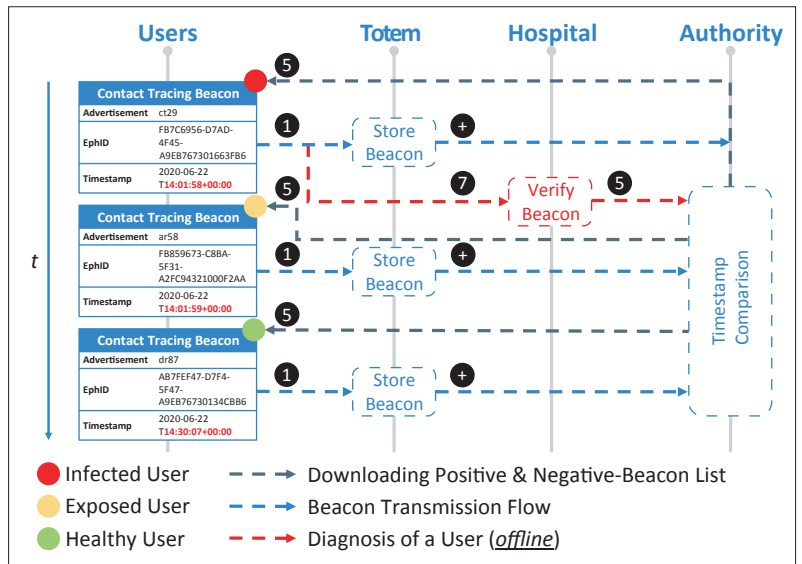 Users Totem Hospital Authority
5
Contact Tracing Beacon
Advertisement ct29
EphID FB7C6956-D7AD-
4F45-
A9EB767301663FB6
Timestamp 2020-06-22
T14:01:58+00:00
1
Store
Beacon
+
7
Verify
Beacon
5
5
Contact Tracing Beacon
Advertisement ar58
EphID FB859673-C8BA-
5F31-
A2FC94321000F2AA
Timestamp 2020-06-22
T14:01:59+00:00
1
Store
Beacon
+
5
Contact Tracing Beacon
Advertisement dr87
EphID AB7FEF47-D7F4-
5F47-
A9EB76730134CBB6
Timestamp 2020-06-22
T14:30:07+00:00
1
Store
Beacon
+
Timestamp
Comparison
t
Infected User
Downloading Positive & Negative-Beacon List
Exposed User
Beacon Transmission Flow
Healthy User
Diagnosis of a User (offline)